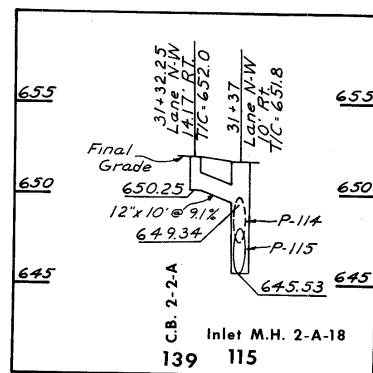 31+32.25
Lane N-W
14.17' RT.
T/C=652.0
31+37
Lane N-W
10' Rt.
T/C=651.8
655
655
Final
Grade
650
650.25
650
12"x 10' @ 9.1%
649.34
P-114
P-115
645
645.53
645
C.B. 2-2-A
139
Inlet M.H. 2-A-18
115